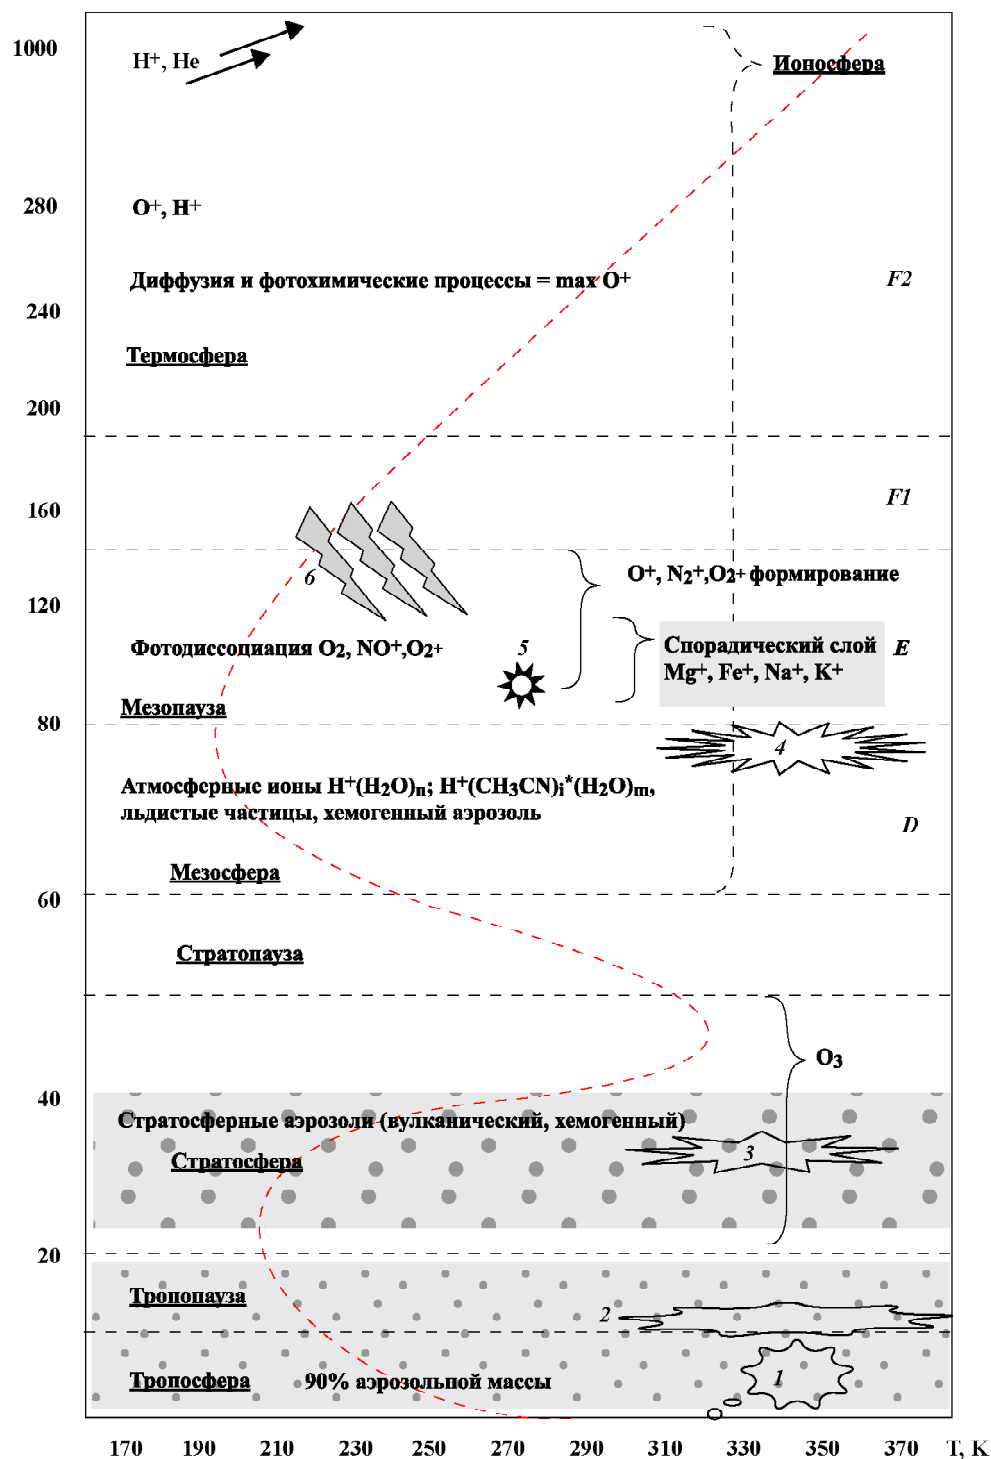 1000
H⁺, He
Ионосфера
280
O⁺, H⁺
Диффузия и фотохимические процессы = max O⁺
F2
240
Термосфера
200
160
F1
6
O⁺, N₂⁺,O₂₊ формирование
120
Фотодиссоциация O₂, NO⁺,O₂₊
5
Спорадический слой
Mg⁺, Fe⁺, Na⁺, K⁺
E
Мезопауза
80
4
Атмосферные ионы H⁺(H₂O)ₙ; H⁺(CH₃CN)ᵢ*(H₂O)ₘ,
льдистые частицы, хемогенный аэрозоль
D
Мезосфера
60
Стратопауза
O₃
40
Стратосферные аэрозоли (вулканический, хемогенный)
3
Стратосфера
20
Тропопауза
2
Тропосфера
90% аэрозольной массы
1
170 210 230 250 270 290 310 330 350 370 T, K